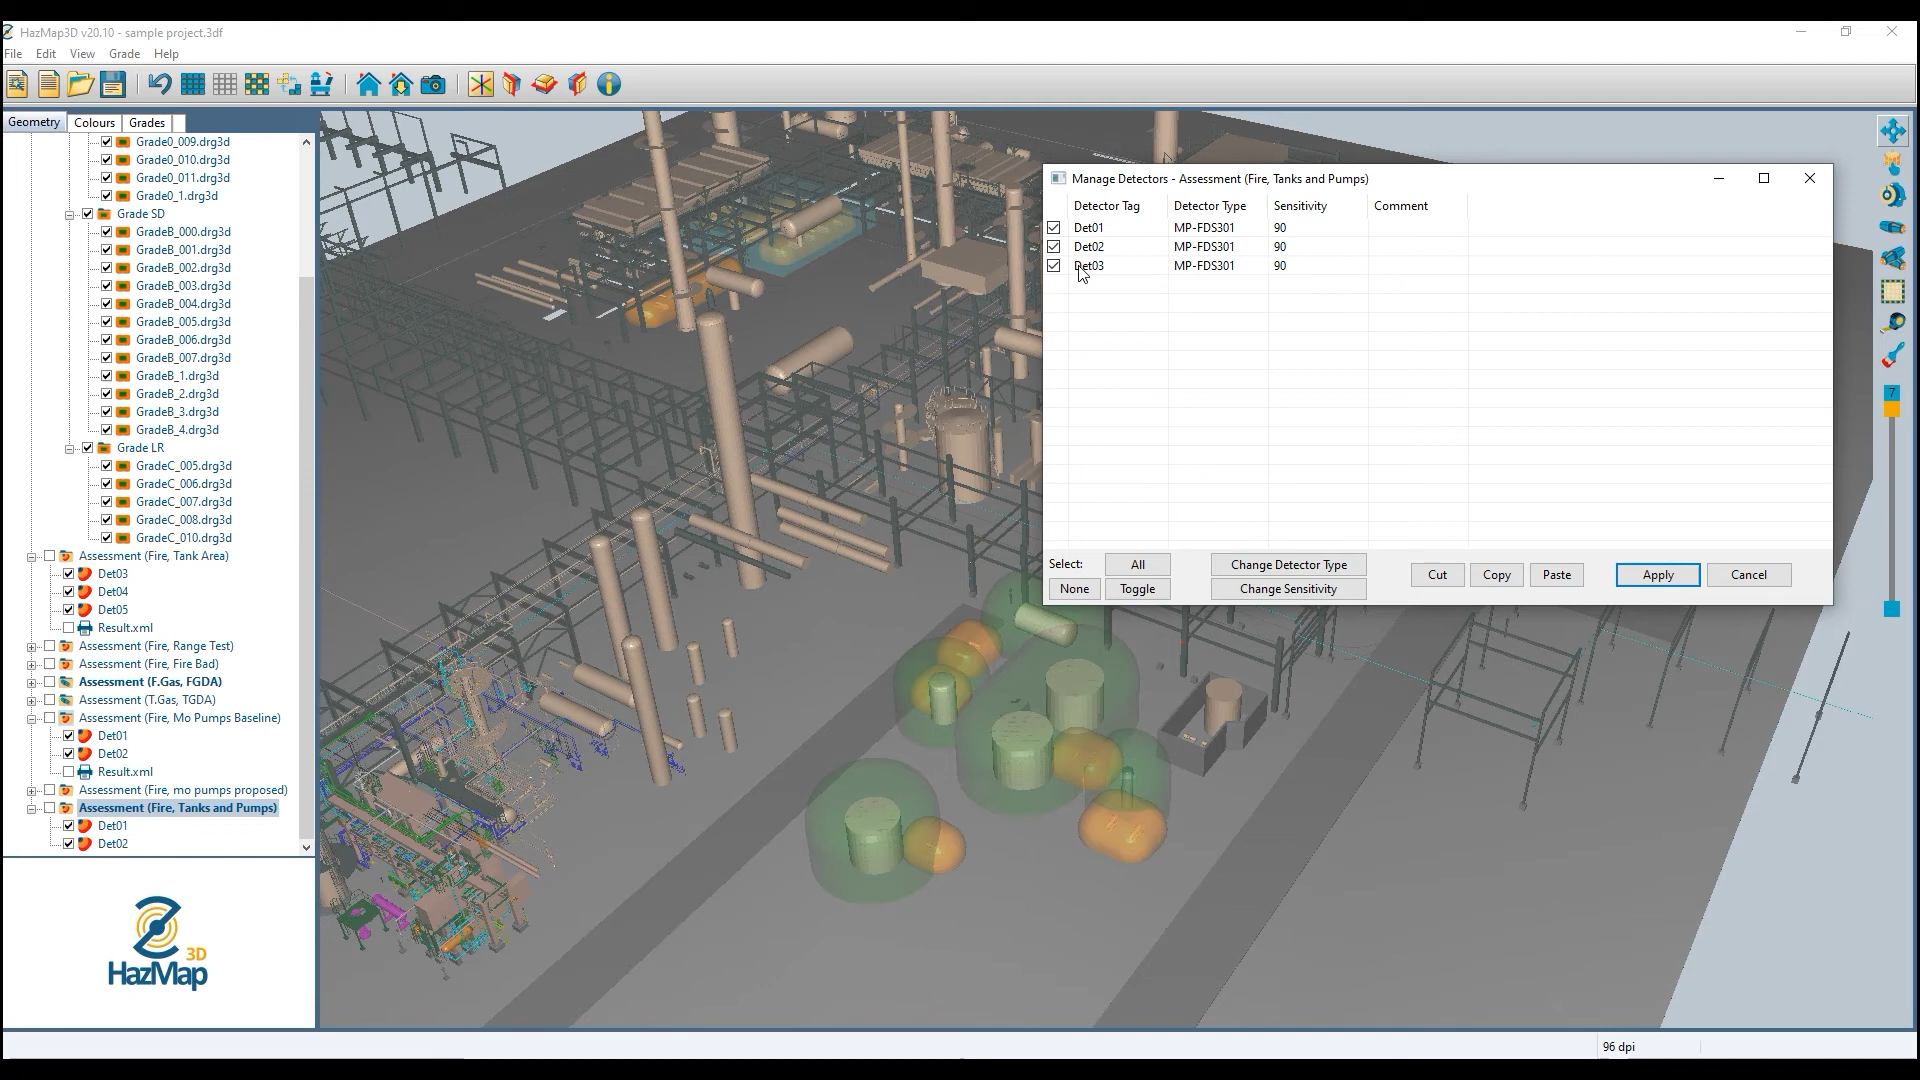 HazMap3D v20.10 - sample project.3df
File Edit View Grade Help
Geometry Colours Grades
Grade0_009.drg3d
Grade0_010.drg3d
Grade0_011.drg3d
Grade0_1.drg3d
Grade SD
GradeB_000.drg3d
GradeB_001.drg3d
GradeB_002.drg3d
GradeB_003.drg3d
GradeB_004.drg3d
GradeB_005.drg3d
GradeB_006.drg3d
GradeB_007.drg3d
GradeB_1.drg3d
GradeB_2.drg3d
GradeB_3.drg3d
GradeB_4.drg3d
Grade LR
GradeC_005.drg3d
GradeC_006.drg3d
GradeC_007.drg3d
GradeC_008.drg3d
GradeC_010.drg3d
Assessment (Fire, Tank Area)
Det03
Det04
Det05
Result.xml
Assessment (Fire, Range Test)
Assessment (Fire, Fire Bad)
Assessment (F.Gas, FGDA)
Assessment (T.Gas, TGDA)
Assessment (Fire, Mo Pumps Baseline)
Det01
Det02
Result.xml
Assessment (Fire, mo pumps proposed)
Assessment (Fire, Tanks and Pumps)
Det01
Det02
3D
HazMap
Manage Detectors - Assessment (Fire, Tanks and Pumps)
Detector Tag Detector Type Sensitivity Comment
Det01 MP-FDS301 90
Det02 MP-FDS301 90
Det03 MP-FDS301 90
Select: All Change Detector Type
None Toggle Change Sensitivity
Cut Copy Paste Apply Cancel
7
96 dpi